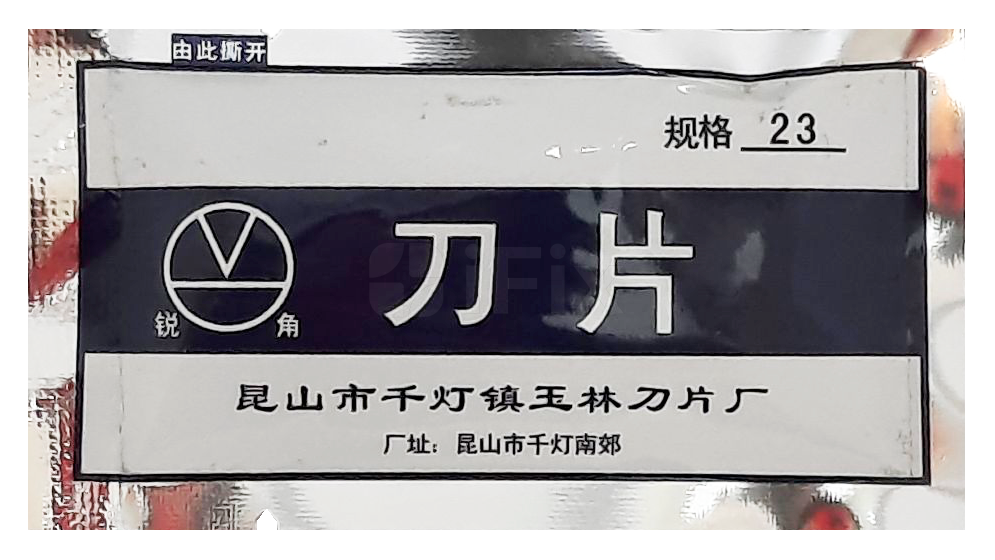 由此撕开
规格 23
锐 角
刀片
昆山市千灯镇玉林刀片厂
厂址：昆山市千灯南郊